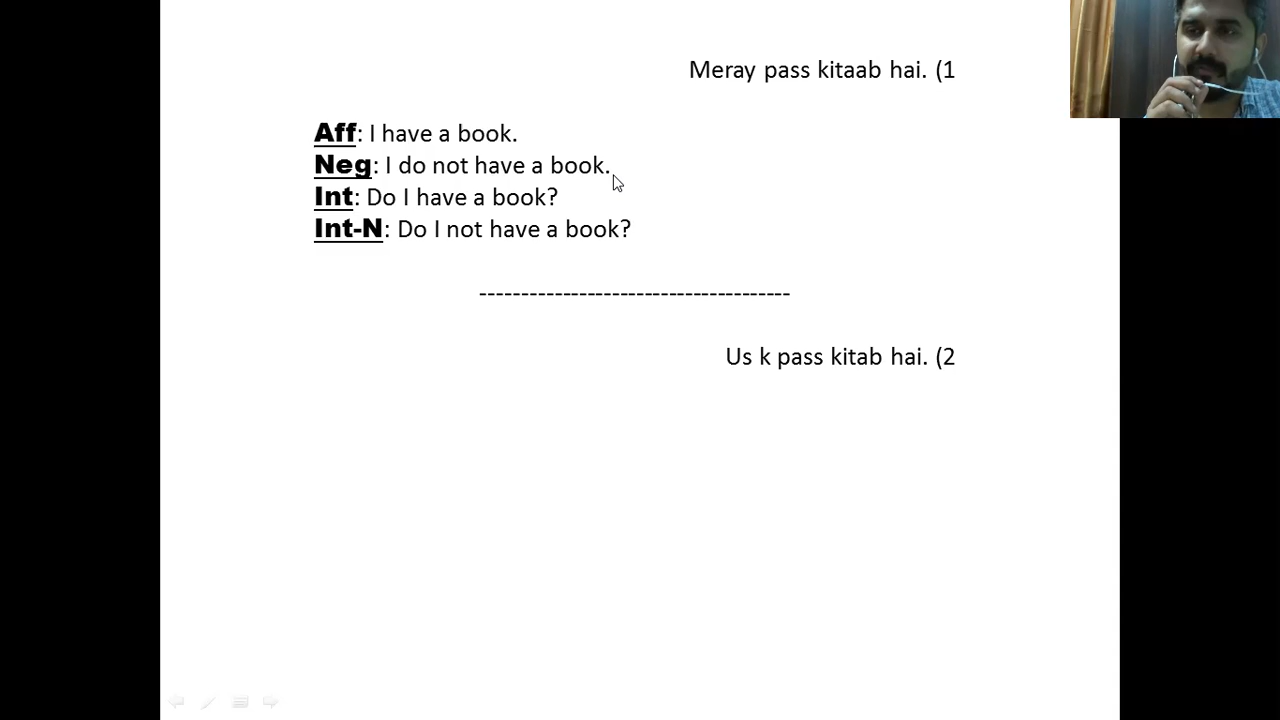 Meray pass kitaab hai. (1
Aff: I have a book.
Neg: I do not have a book.
Int: Do I have a book?
Int-N: Do I not have a book?
-------------------------------------
Us k pass kitab hai. (2